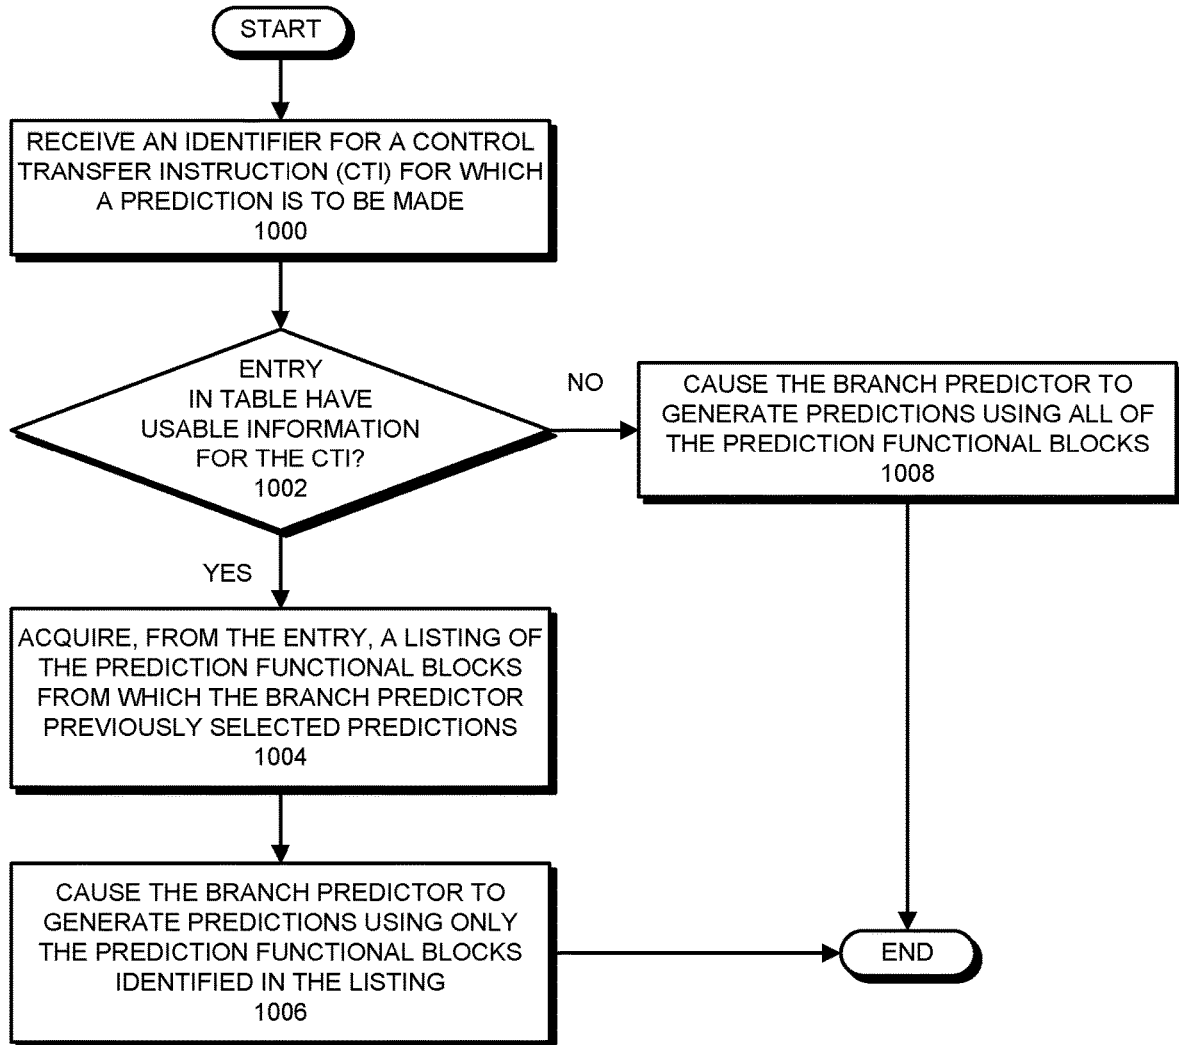 START
RECEIVE AN IDENTIFIER FOR A CONTROL
TRANSFER INSTRUCTION (CTI) FOR WHICH
A PREDICTION IS TO BE MADE
1000
ENTRY
IN TABLE HAVE
USABLE INFORMATION
FOR THE CTI?
1002
NO
CAUSE THE BRANCH PREDICTOR TO
GENERATE PREDICTIONS USING ALL OF
THE PREDICTION FUNCTIONAL BLOCKS
1008
YES
ACQUIRE, FROM THE ENTRY, A LISTING OF
THE PREDICTION FUNCTIONAL BLOCKS
FROM WHICH THE BRANCH PREDICTOR
PREVIOUSLY SELECTED PREDICTIONS
1004
CAUSE THE BRANCH PREDICTOR TO
GENERATE PREDICTIONS USING ONLY
THE PREDICTION FUNCTIONAL BLOCKS
IDENTIFIED IN THE LISTING
1006
END